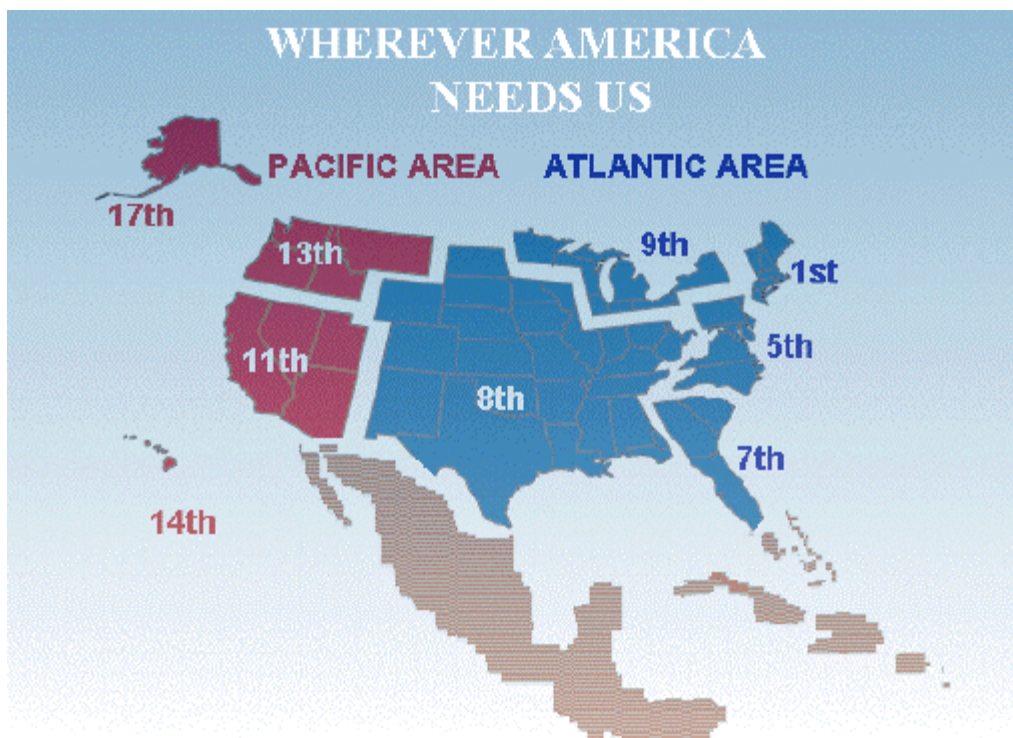 WHEREVER AMERICA
NEEDS US
PACIFIC AREA
ATLANTIC AREA
17th
13th
9th
1st
11th
5th
8th
7th
14th